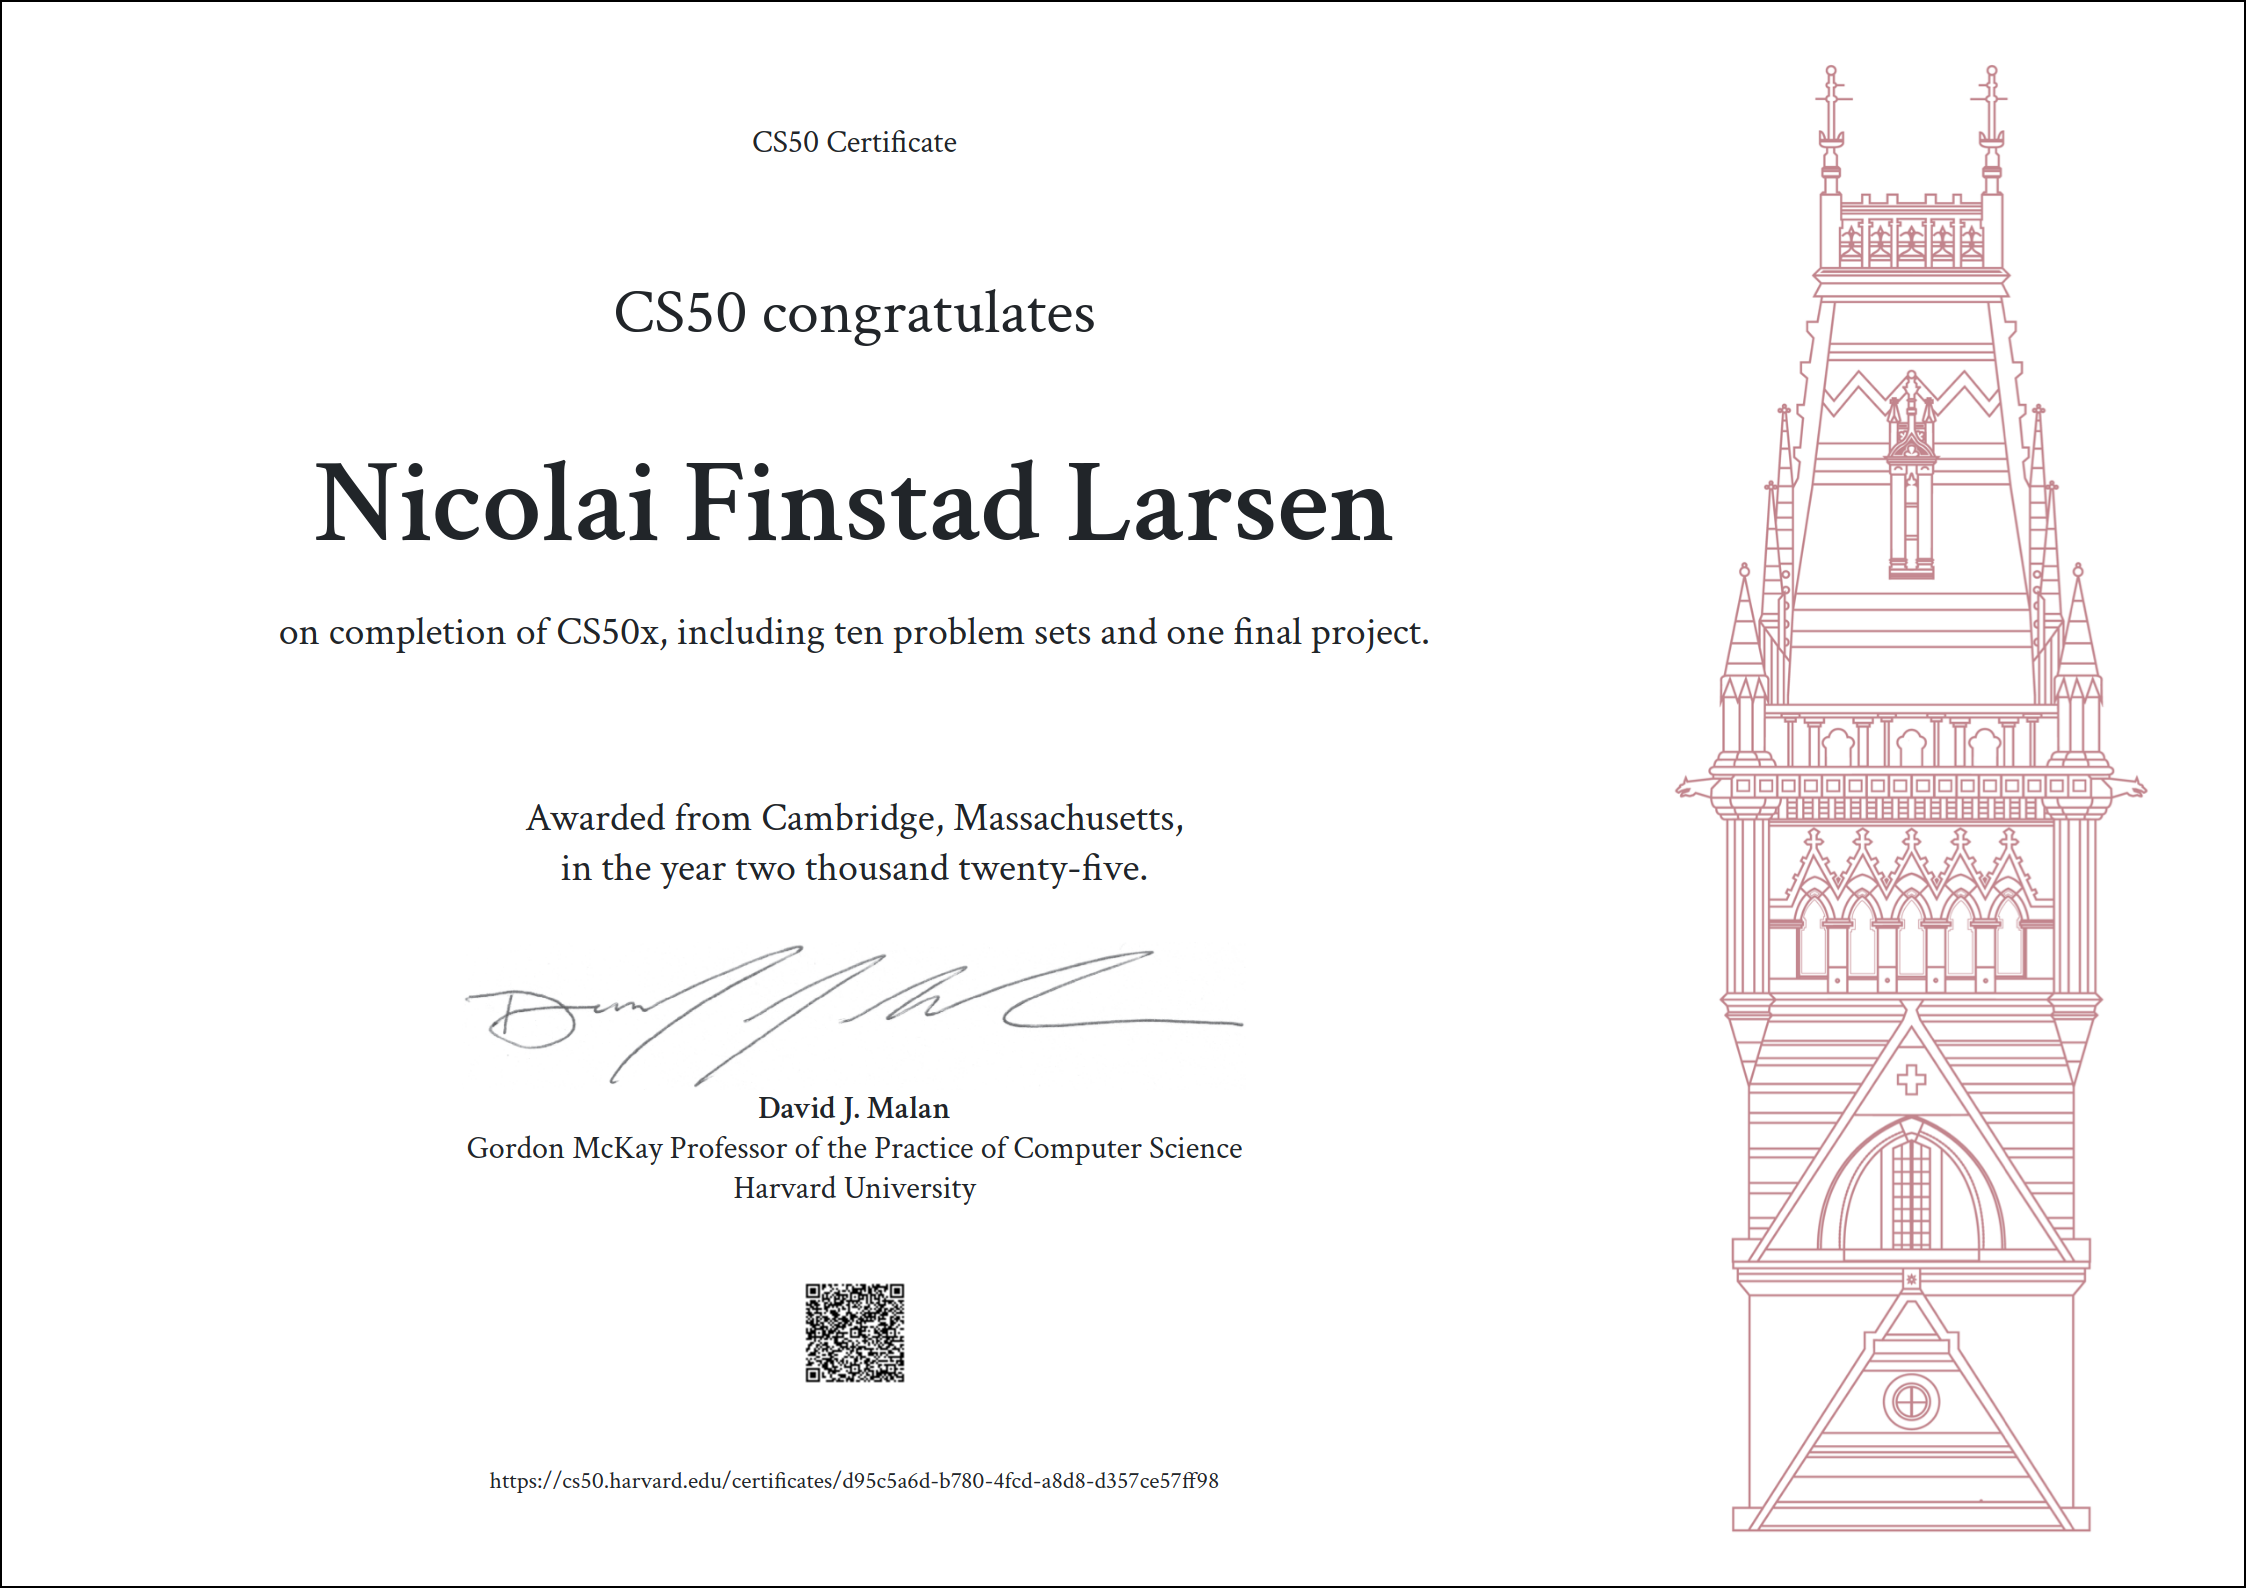 CS50 Certificate
CS50 congratulates
Nicolai Finstad Larsen
on completion of CS50x, including ten problem sets and one final project.
Awarded from Cambridge, Massachusetts,
in the year two thousand twenty-five.
David J. Malan
Gordon McKay Professor of the Practice of Computer Science
Harvard University
https://cs50.harvard.edu/certificates/d95c5a6d-b780-4fcd-a8d8-d357ce57ff98